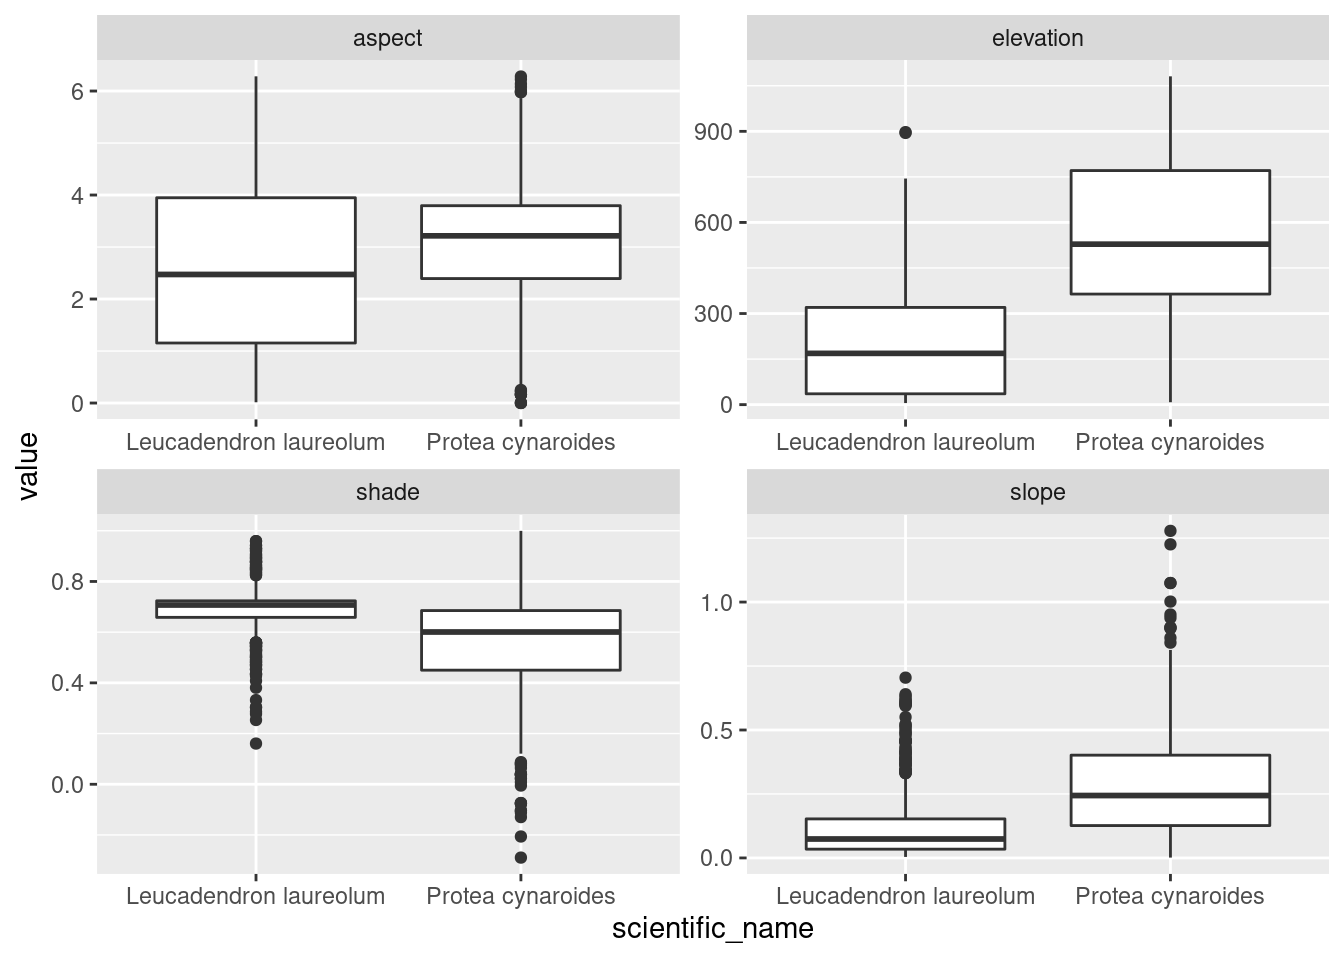 aspect
elevation
6
4
2
0
900
600
300
0
Leucadendron laureolum
Protea cynaroides
Leucadendron laureolum
Protea cynaroides
value
shade
slope
0.8
0.4
0.0
1.0
0.5
0.0
Leucadendron laureolum
Protea cynaroides
Leucadendron laureolum
Protea cynaroides
scientific_name